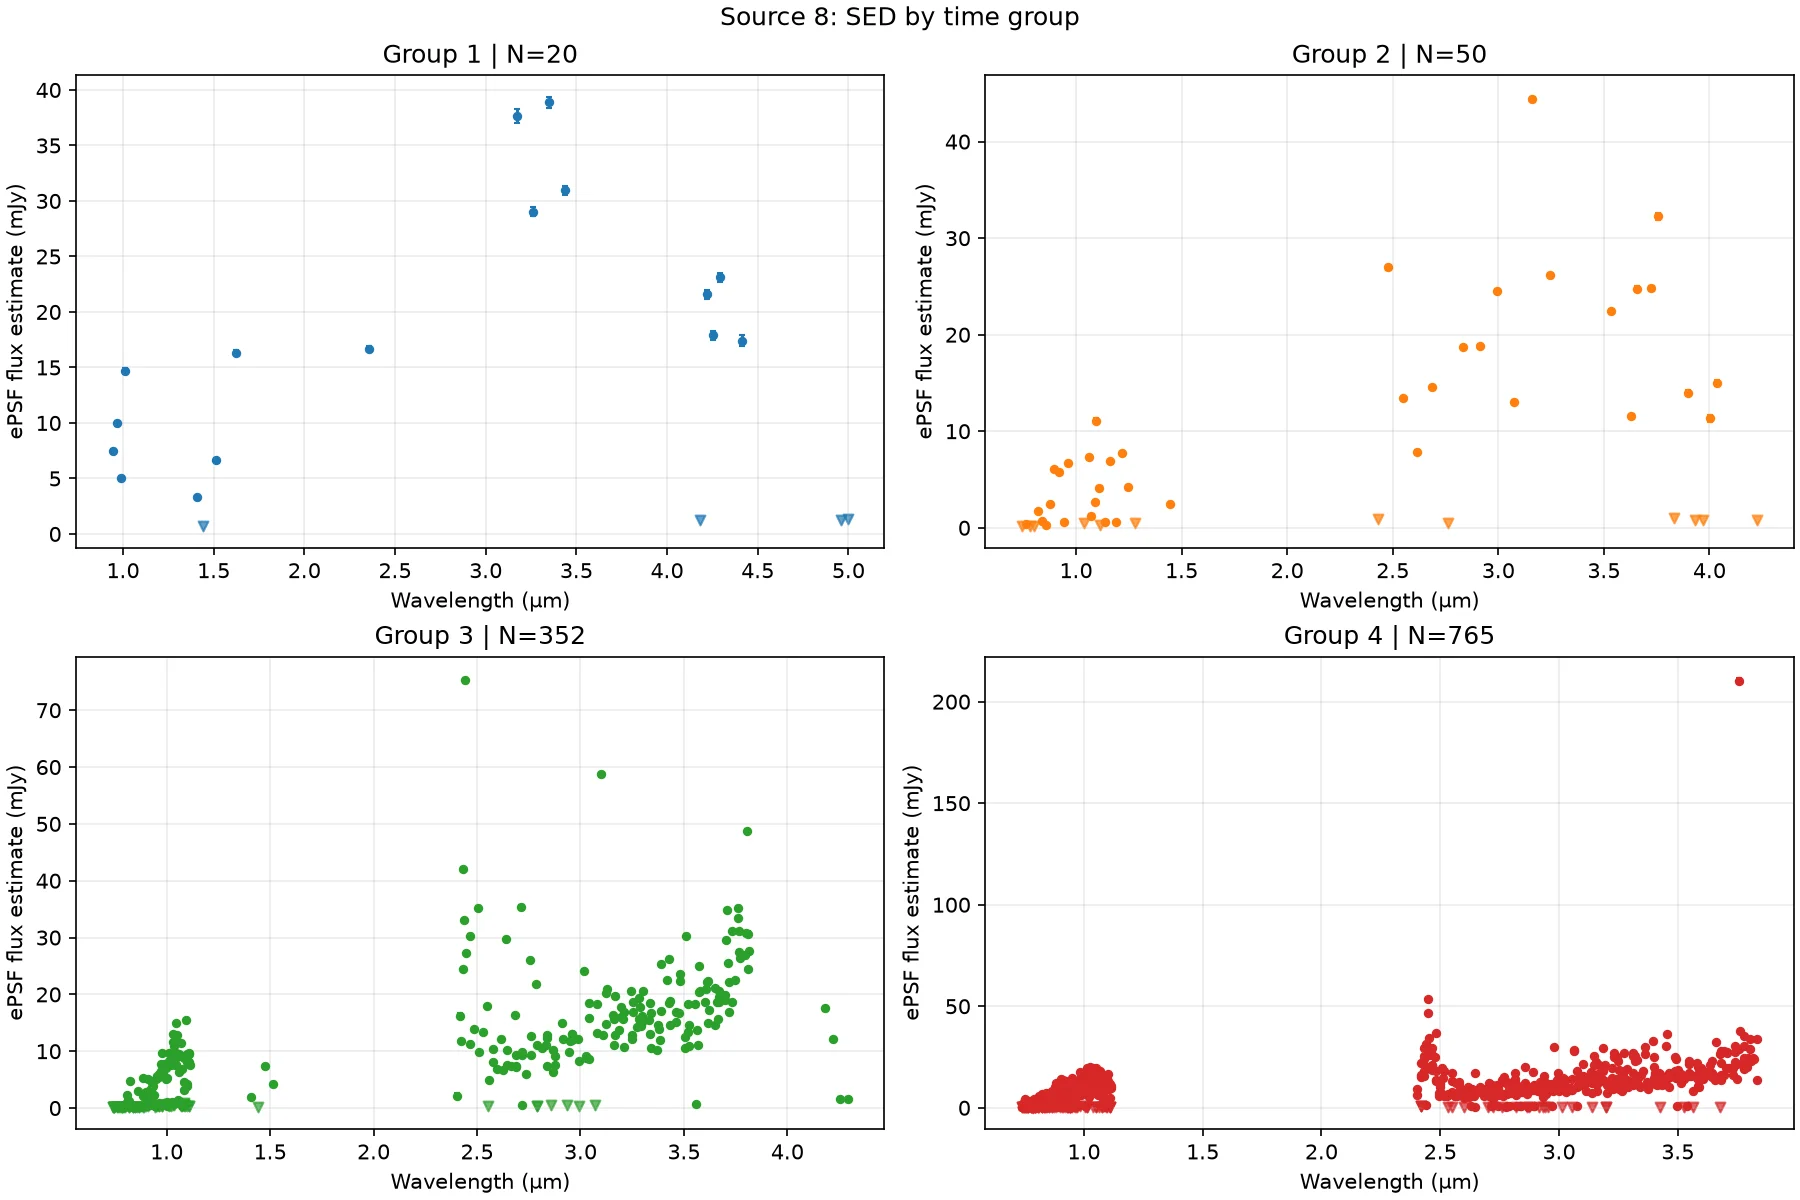 Source 8: SED by time group
Group 1 | N=20
40
35
30
25
20
15
10
5
0
ePSF flux estimate (mJy)
1.0 1.5 2.0 2.5 3.0 3.5 4.0 4.5 5.0
Wavelength (µm)
Group 2 | N=50
40
30
20
10
0
ePSF flux estimate (mJy)
1.0 1.5 2.0 2.5 3.0 3.5 4.0
Wavelength (µm)
Group 3 | N=352
70
60
50
40
30
20
10
0
ePSF flux estimate (mJy)
1.0 1.5 2.0 2.5 3.0 3.5 4.0
Wavelength (µm)
Group 4 | N=765
200
150
100
50
0
ePSF flux estimate (mJy)
1.0 1.5 2.0 2.5 3.0 3.5
Wavelength (µm)